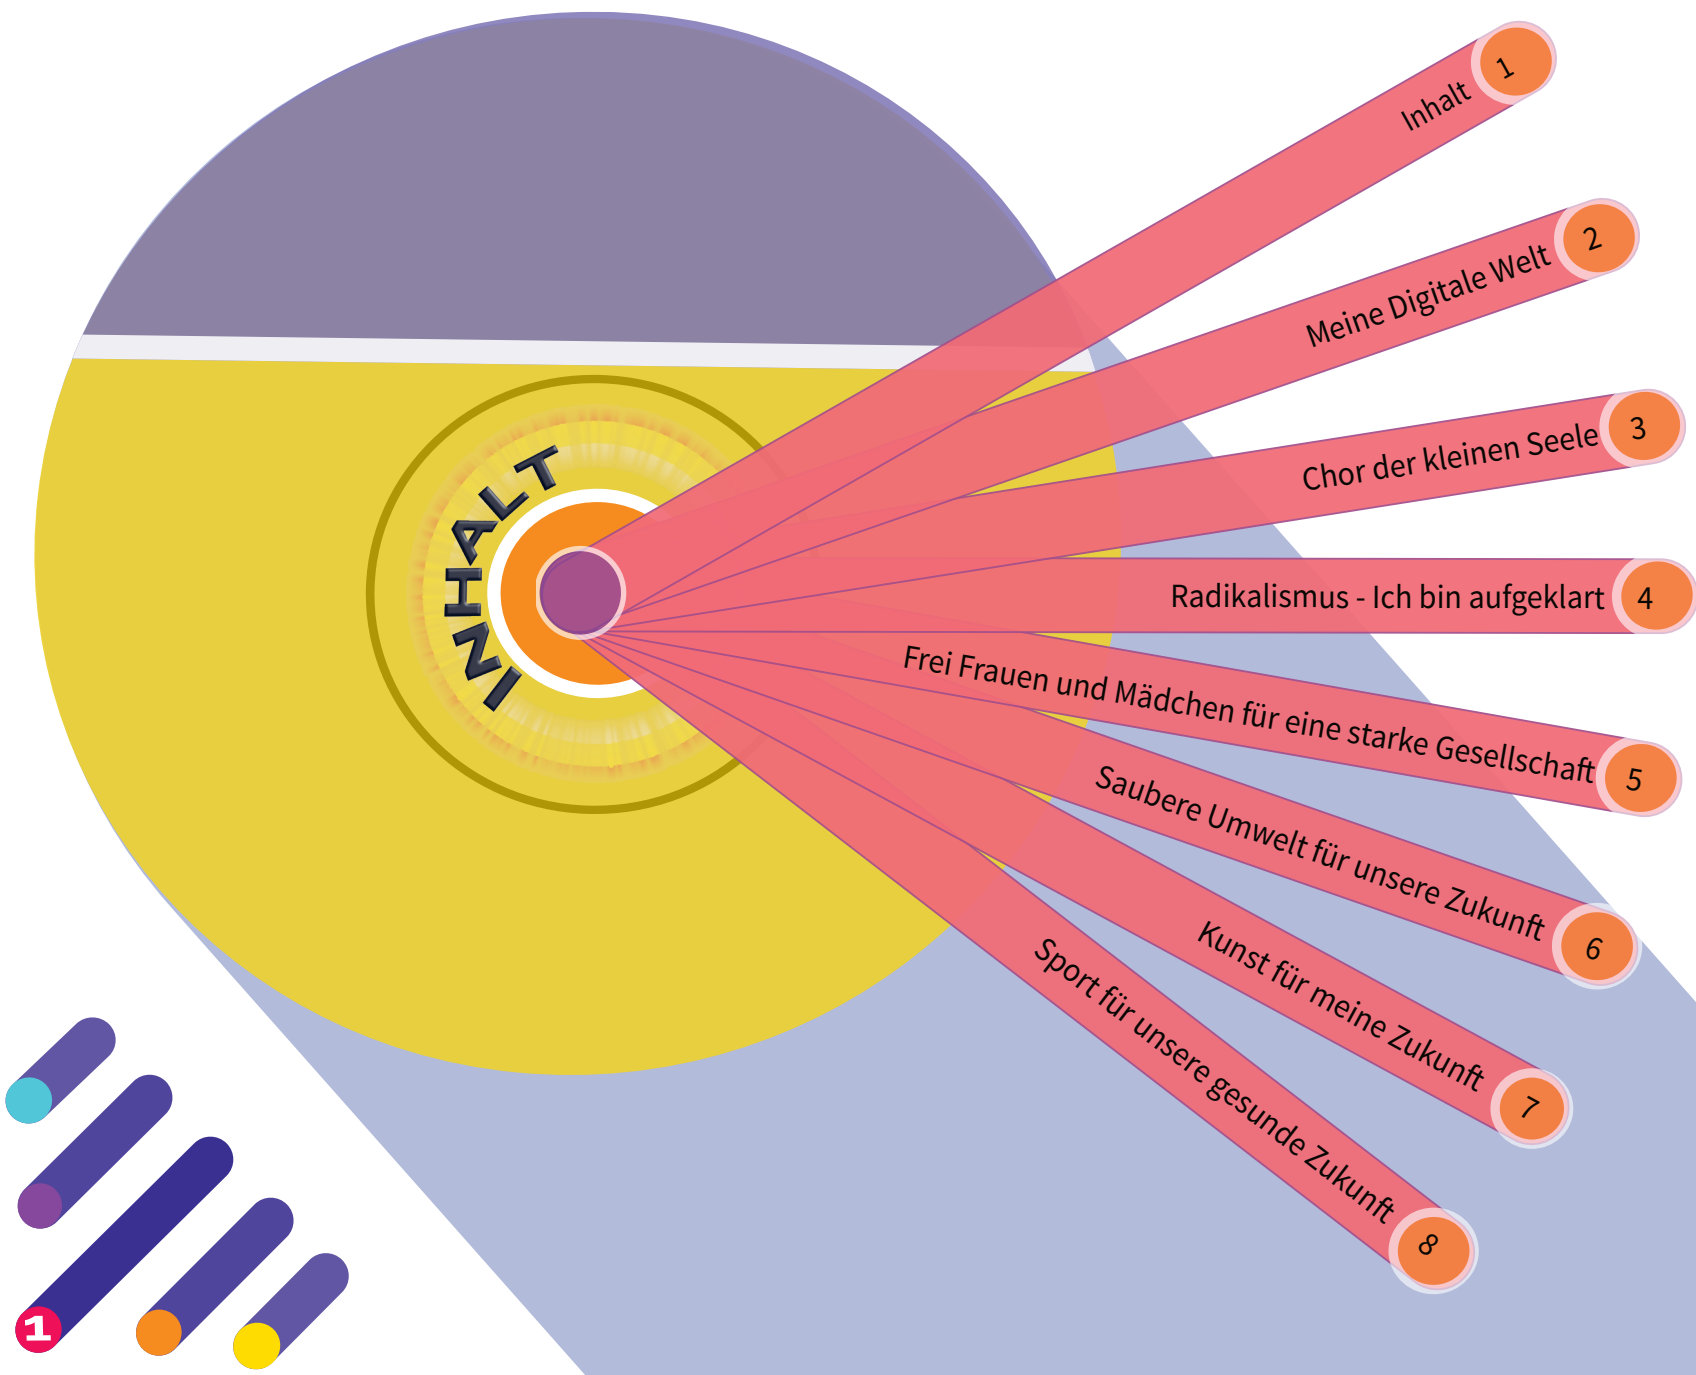 INHALT
Inhalt 1
Meine Digitale Welt 2
Chor der kleinen Seele 3
Radikalismus - Ich bin aufgeklart 4
Frei Frauen und Mädchen für eine starke Gesellschaft 5
Saubere Umwelt für unsere Zukunft 6
Kunst für meine Zukunft 7
Sport für unsere gesunde Zukunft 8
1